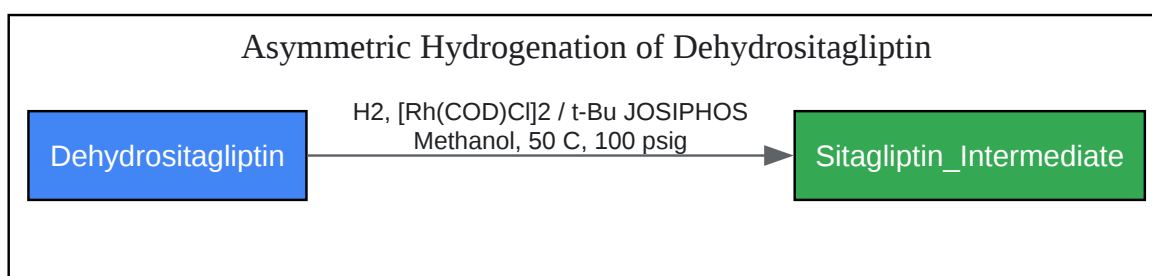 Asymmetric Hydrogenation of Dehydrositagliptin
H2, [Rh(COD)Cl]2 / t-Bu JOSIPHOS
Methanol, 50 C, 100 psig
Dehydrositagliptin
Sitagliptin_Intermediate